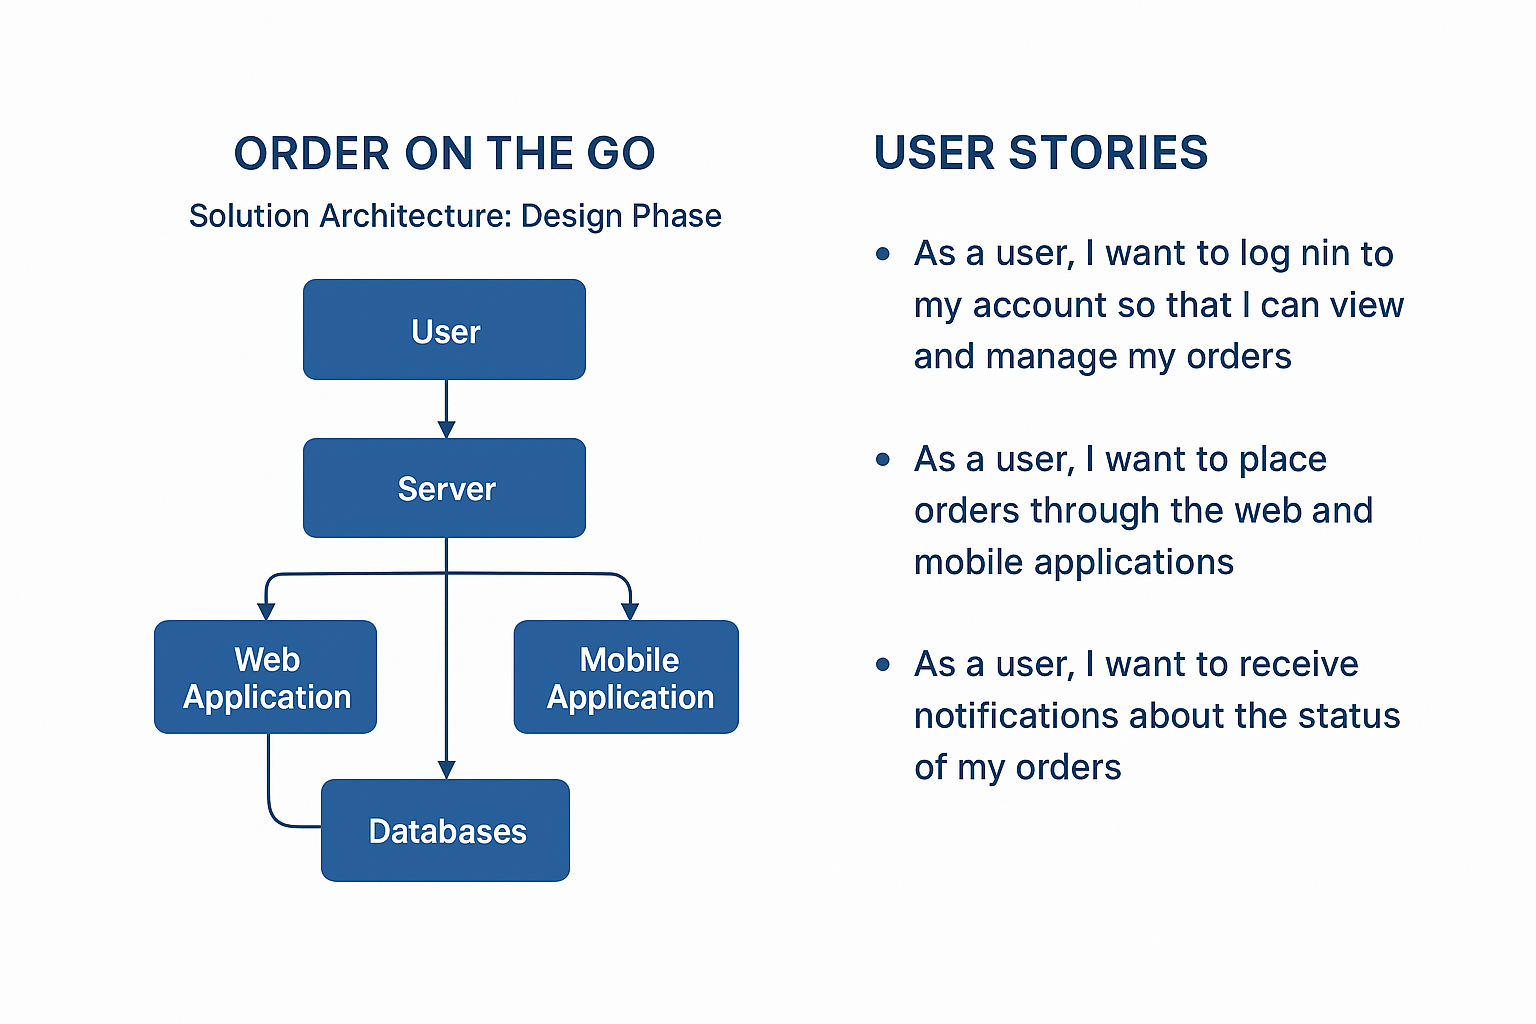 ORDER ON THE GO
Solution Architecture: Design Phase
User
Server
Web
Application
Mobile
Application
Databases
USER STORIES
• As a user, I want to log nin to
my account so that I can view
and manage my orders
• As a user, I want to place
orders through the web and
mobile applications
• As a user, I want to receive
notifications about the status
of my orders